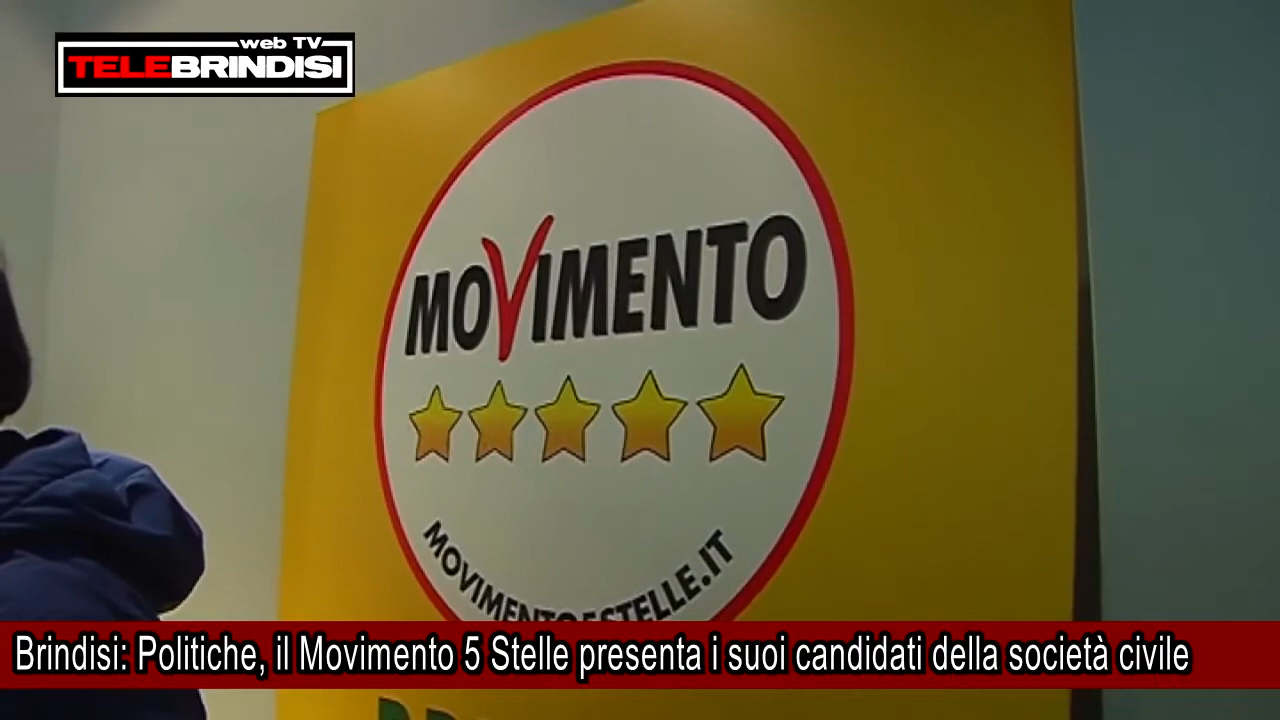 web TV
TELEBRINDISI
MOVIMENTO
MOVIMENTO5STELLE.IT
Brindisi: Politiche, il Movimento 5 Stelle presenta i suoi candidati della società civile